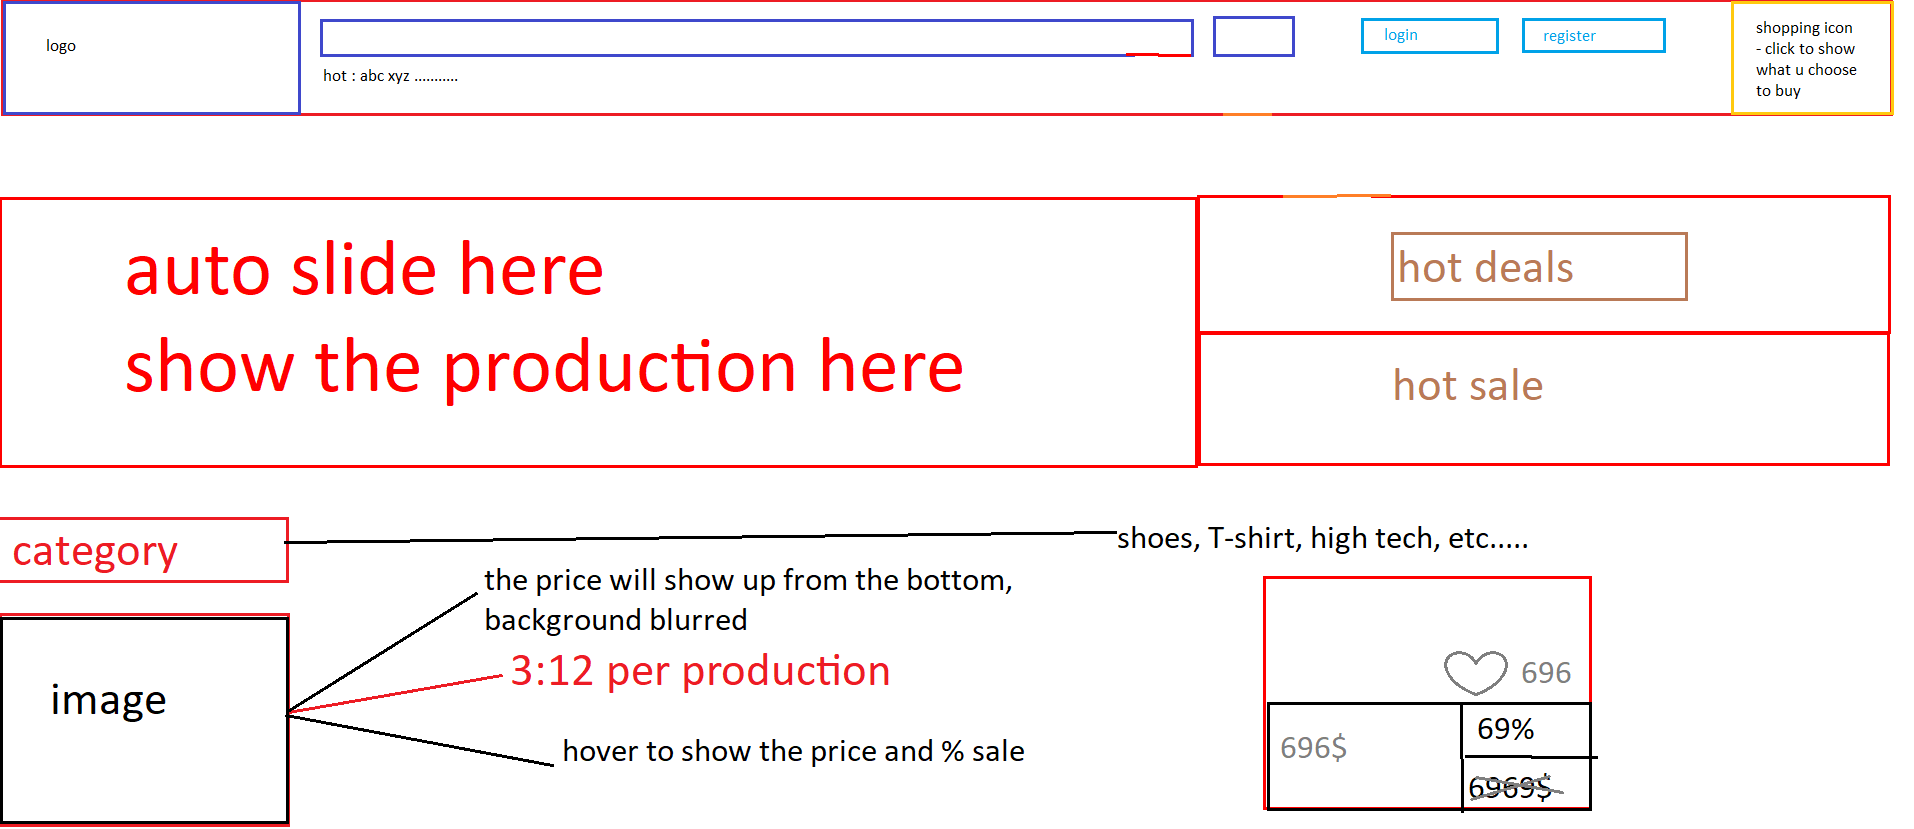 logo
login
register
shopping icon
- click to show
what u choose
to buy
hot : abc xyz ...........
auto slide here
show the production here
hot deals
hot sale
category
shoes, T-shirt, high tech, etc.....
the price will show up from the bottom,
background blurred
3:12 per production
image
hover to show the price and % sale
696
696$
69%
6969$